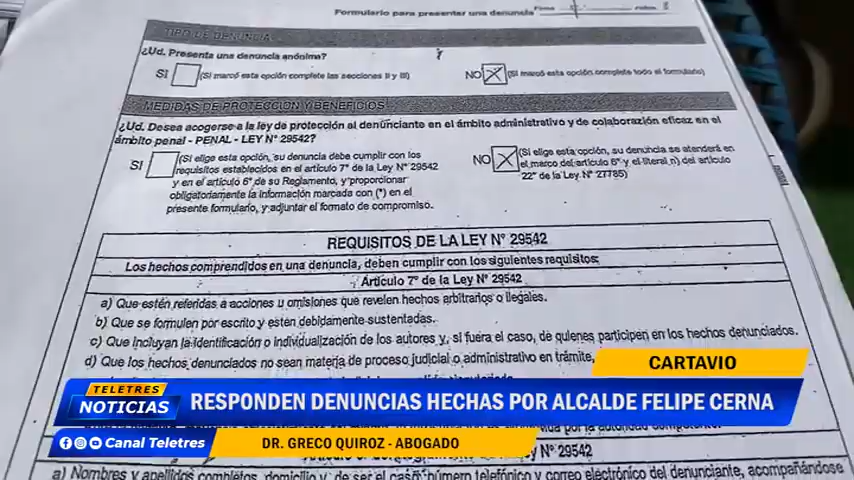 Formulario para presentar una denuncia
TIPO DE DENUNCIA
¿Ud. Presenta una denuncia anónima?
SI (Si marcó esta opción complete las secciones II y III) NO X (Si marcó esta opción complete todo el formulario)
MEDIDAS DE PROTECCION Y BENEFICIOS
¿Ud. Desea acogerse a la ley de protección al denunciante en el ámbito administrativo y de colaboración eficaz en el
ámbito penal - PENAL - LEY N° 29542?
SI (Si elige esta opción, su denuncia debe cumplir con los
requisitos establecidos en el artículo 7° de la Ley N° 29542
y en el artículo 6° de su Reglamento, y proporcionar
obligatoriamente la información marcada con (*) en el
presente formulario, y adjuntar el formato de compromiso.
NO X (Si elige esta opción, su denuncia se atenderá en
el marco del artículo 6° y el literal n) del artículo
22° de la Ley N° 27785)
REQUISITOS DE LA LEY N° 29542
Los hechos comprendidos en una denuncia, deben cumplir con los siguientes requisitos:
Artículo 7° de la Ley N° 29542
a) Que estén referidas a acciones u omisiones que revelen hechos arbitrarios o ilegales.
b) Que se formulen por escrito y estén debidamente sustentadas.
c) Que incluyan la identificación o individualización de los autores y, si fuera el caso, de quienes participen en los hechos denunciados.
d) Que los hechos denunciados no sean materia de proceso judicial o administrativo en trámite,
CARTAVIO
TELETRES
NOTICIAS
RESPONDEN DENUNCIAS HECHAS POR ALCALDE FELIPE CERNA
Canal Teletres
DR. GRECO QUIROZ - ABOGADO
N° 29542
a) Nombres y apellidos completos, domicilio y, de ser el caso, número telefónico y correo electrónico del denunciante, acompañándose